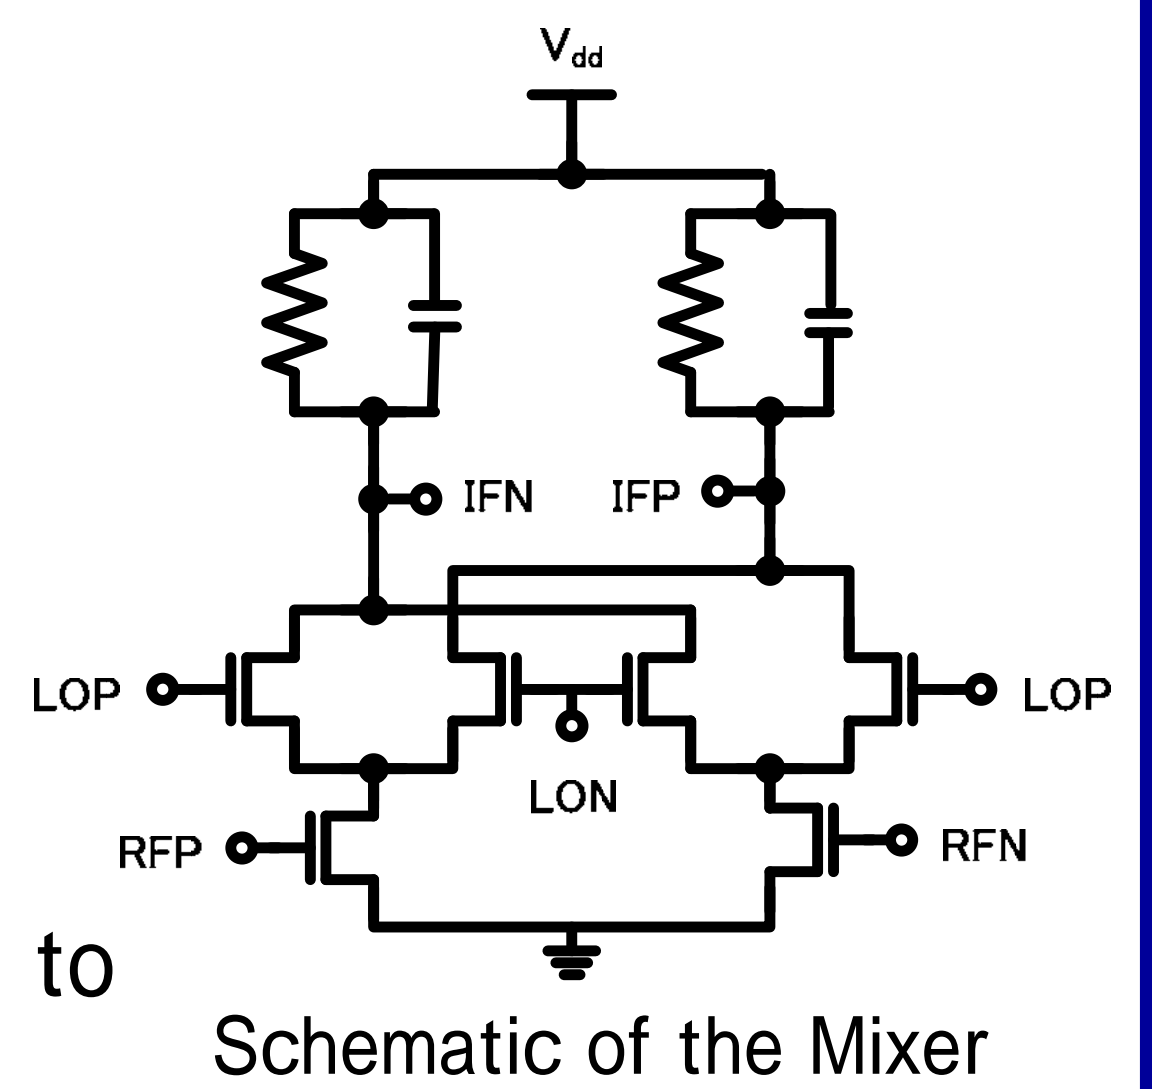 Vdd
IFN IFP
LOP LOP
LON
RFP RFN
to
Schematic of the Mixer